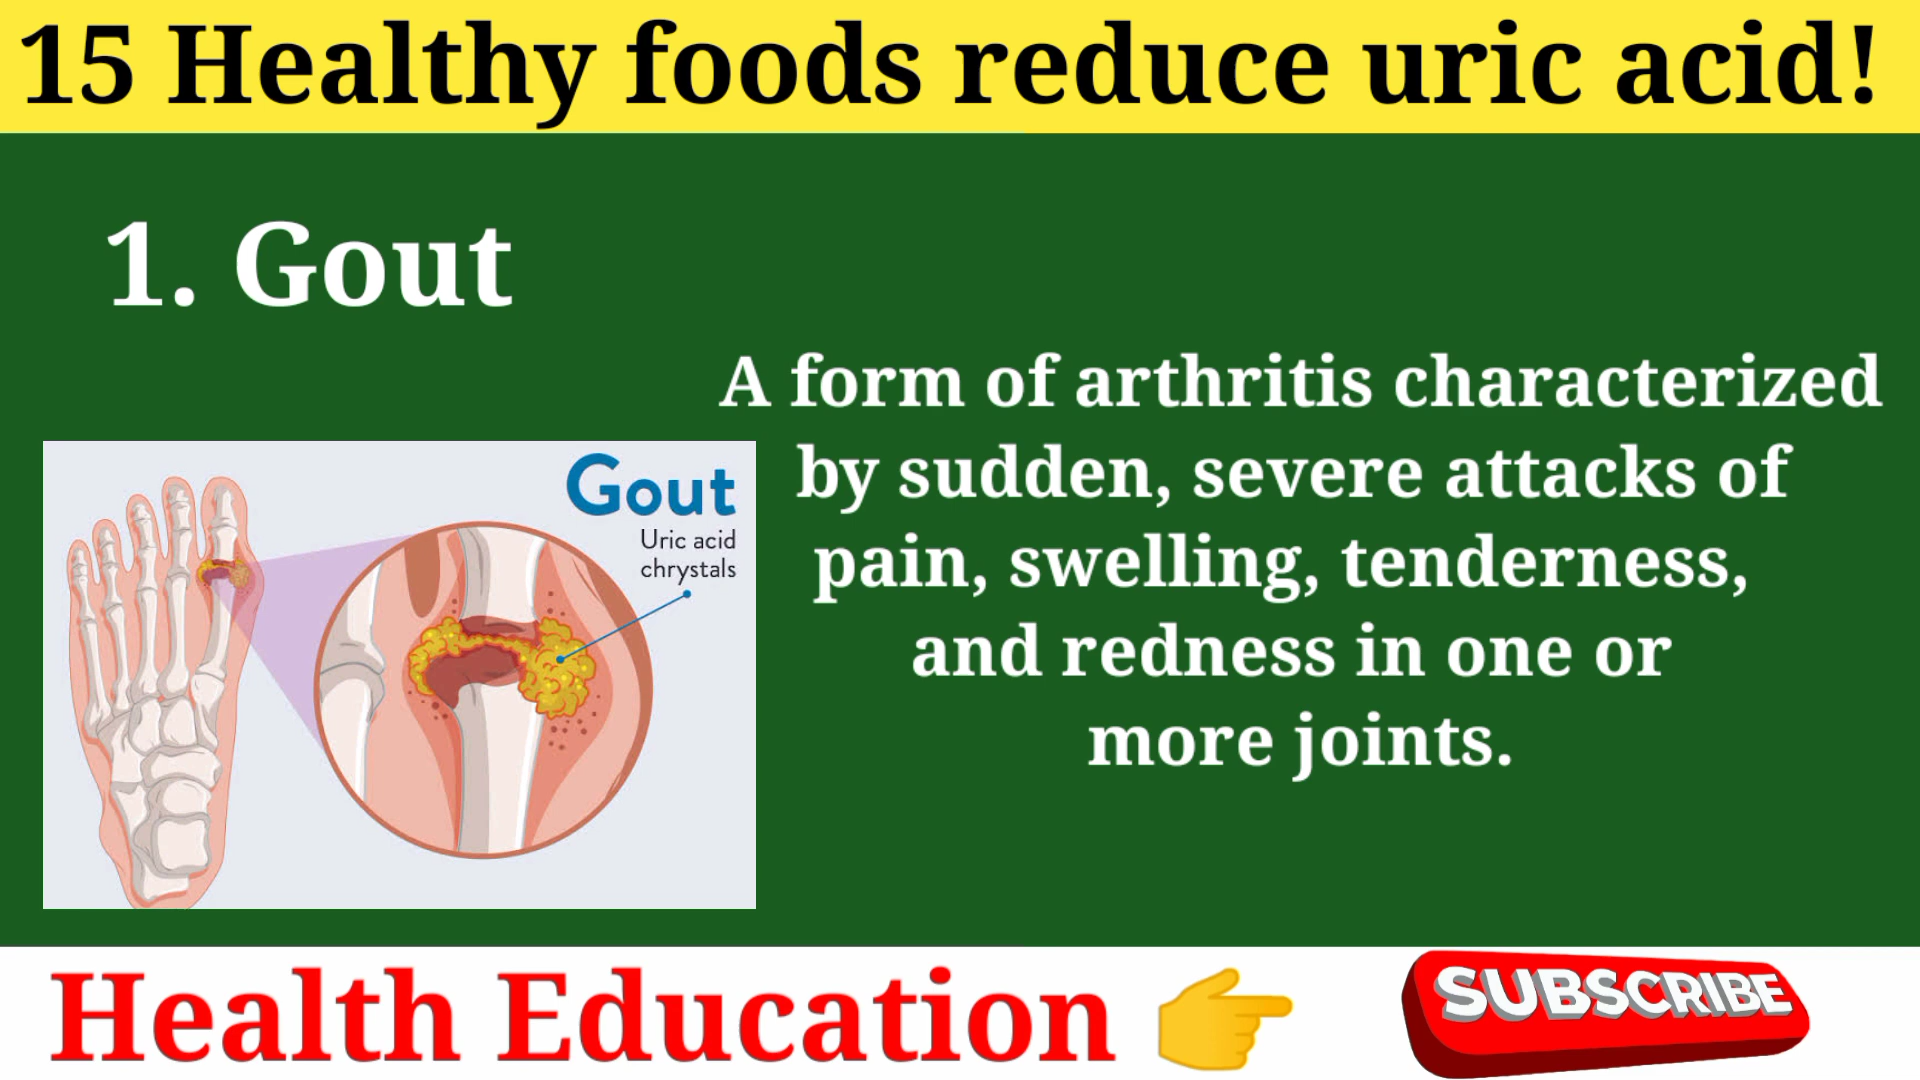 15 Healthy foods reduce uric acid!
1. Gout
A form of arthritis characterized
by sudden, severe attacks of
pain, swelling, tenderness,
and redness in one or
more joints.
Gout
Uric acid
chrystals
Health Education
SUBSCRIBE